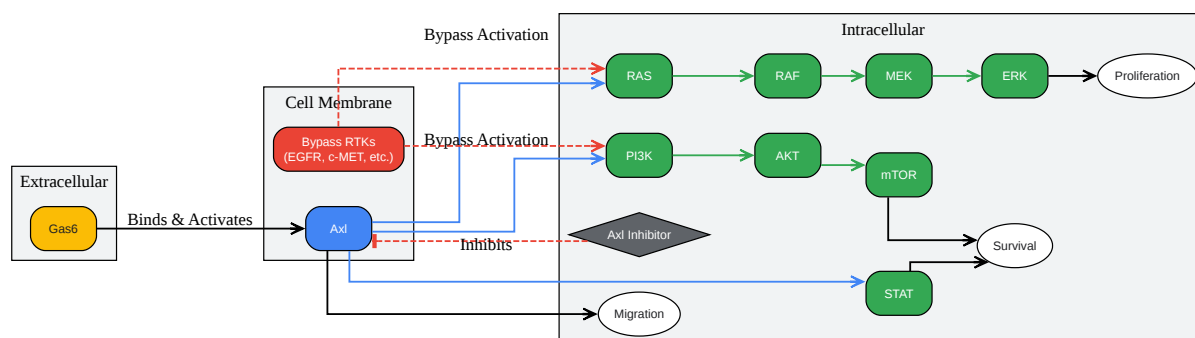 Intracellular
Bypass Activation
RAS
RAF
MEK
ERK
Proliferation
Cell Membrane
Bypass RTKs
(EGFR, c-MET, etc.)
Bypass Activation
PI3K
AKT
mTOR
Extracellular
Gas6
Binds & Activates
Axl
Inhibits
Axl Inhibitor
Survival
STAT
Migration